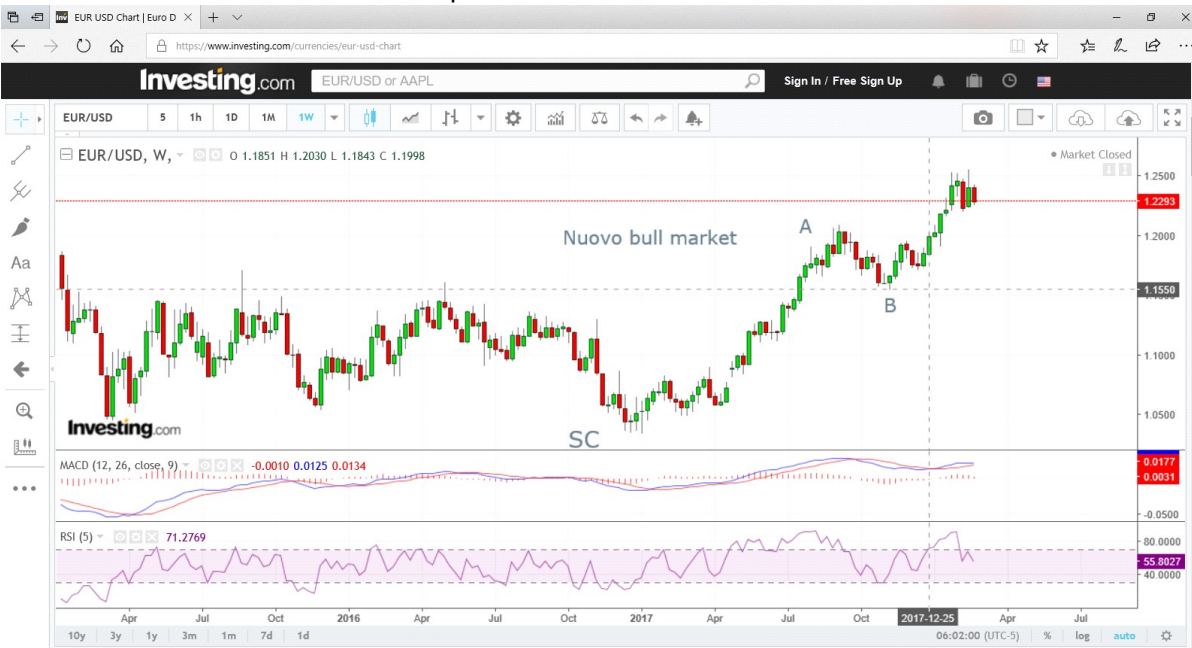 EUR USD Chart | Euro D
https://www.investing.com/currencies/eur-usd-chart
Investing.com
EUR/USD or AAPL
Sign In / Free Sign Up
EUR/USD 5 1h 1D 1M 1W
EUR/USD, W, O 1.1851 H 1.2030 L 1.1843 C 1.1998
Market Closed
1.2500
1.2293
Nuovo bull market
A
1.2000
B
1.1550
1.1000
1.0500
Investing.com
SC
MACD (12, 26, close, 9) -0.0010 0.0125 0.0134
0.0177
0.0031
-0.0500
RSI (5) 71.2769
80.0000
55.8027
40.0000
Aa
Apr Jul Oct 2016 Apr Jul Oct 2017 Apr Jul Oct 2017-12-25 Apr Jul
10y 3y 1y 3m 1m 7d 1d 06:02:00 (UTC-5) % log auto